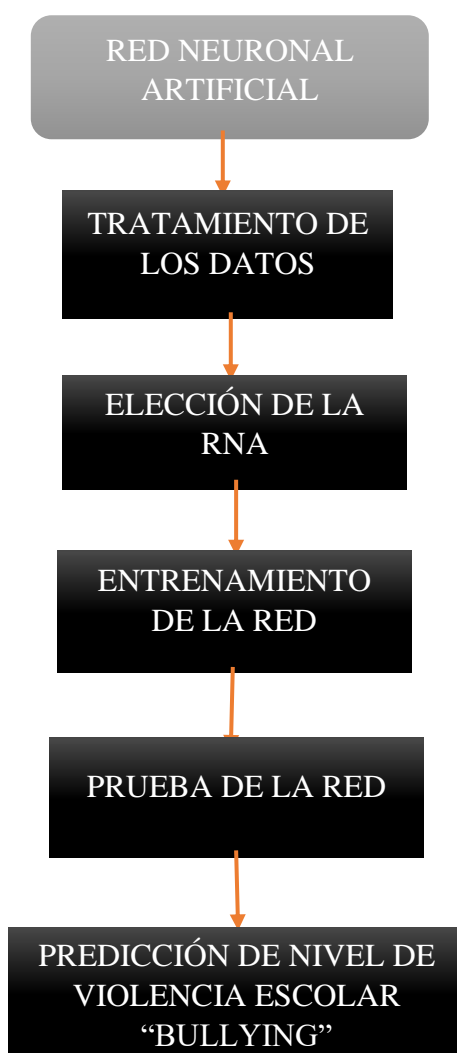 RED NEURONAL
ARTIFICIAL
TRATAMIENTO DE
LOS DATOS
ELECCIÓN DE LA
RNA
ENTRENAMIENTO
DE LA RED
PRUEBA DE LA RED
PREDICCIÓN DE NIVEL DE
VIOLENCIA ESCOLAR
“BULLYING”